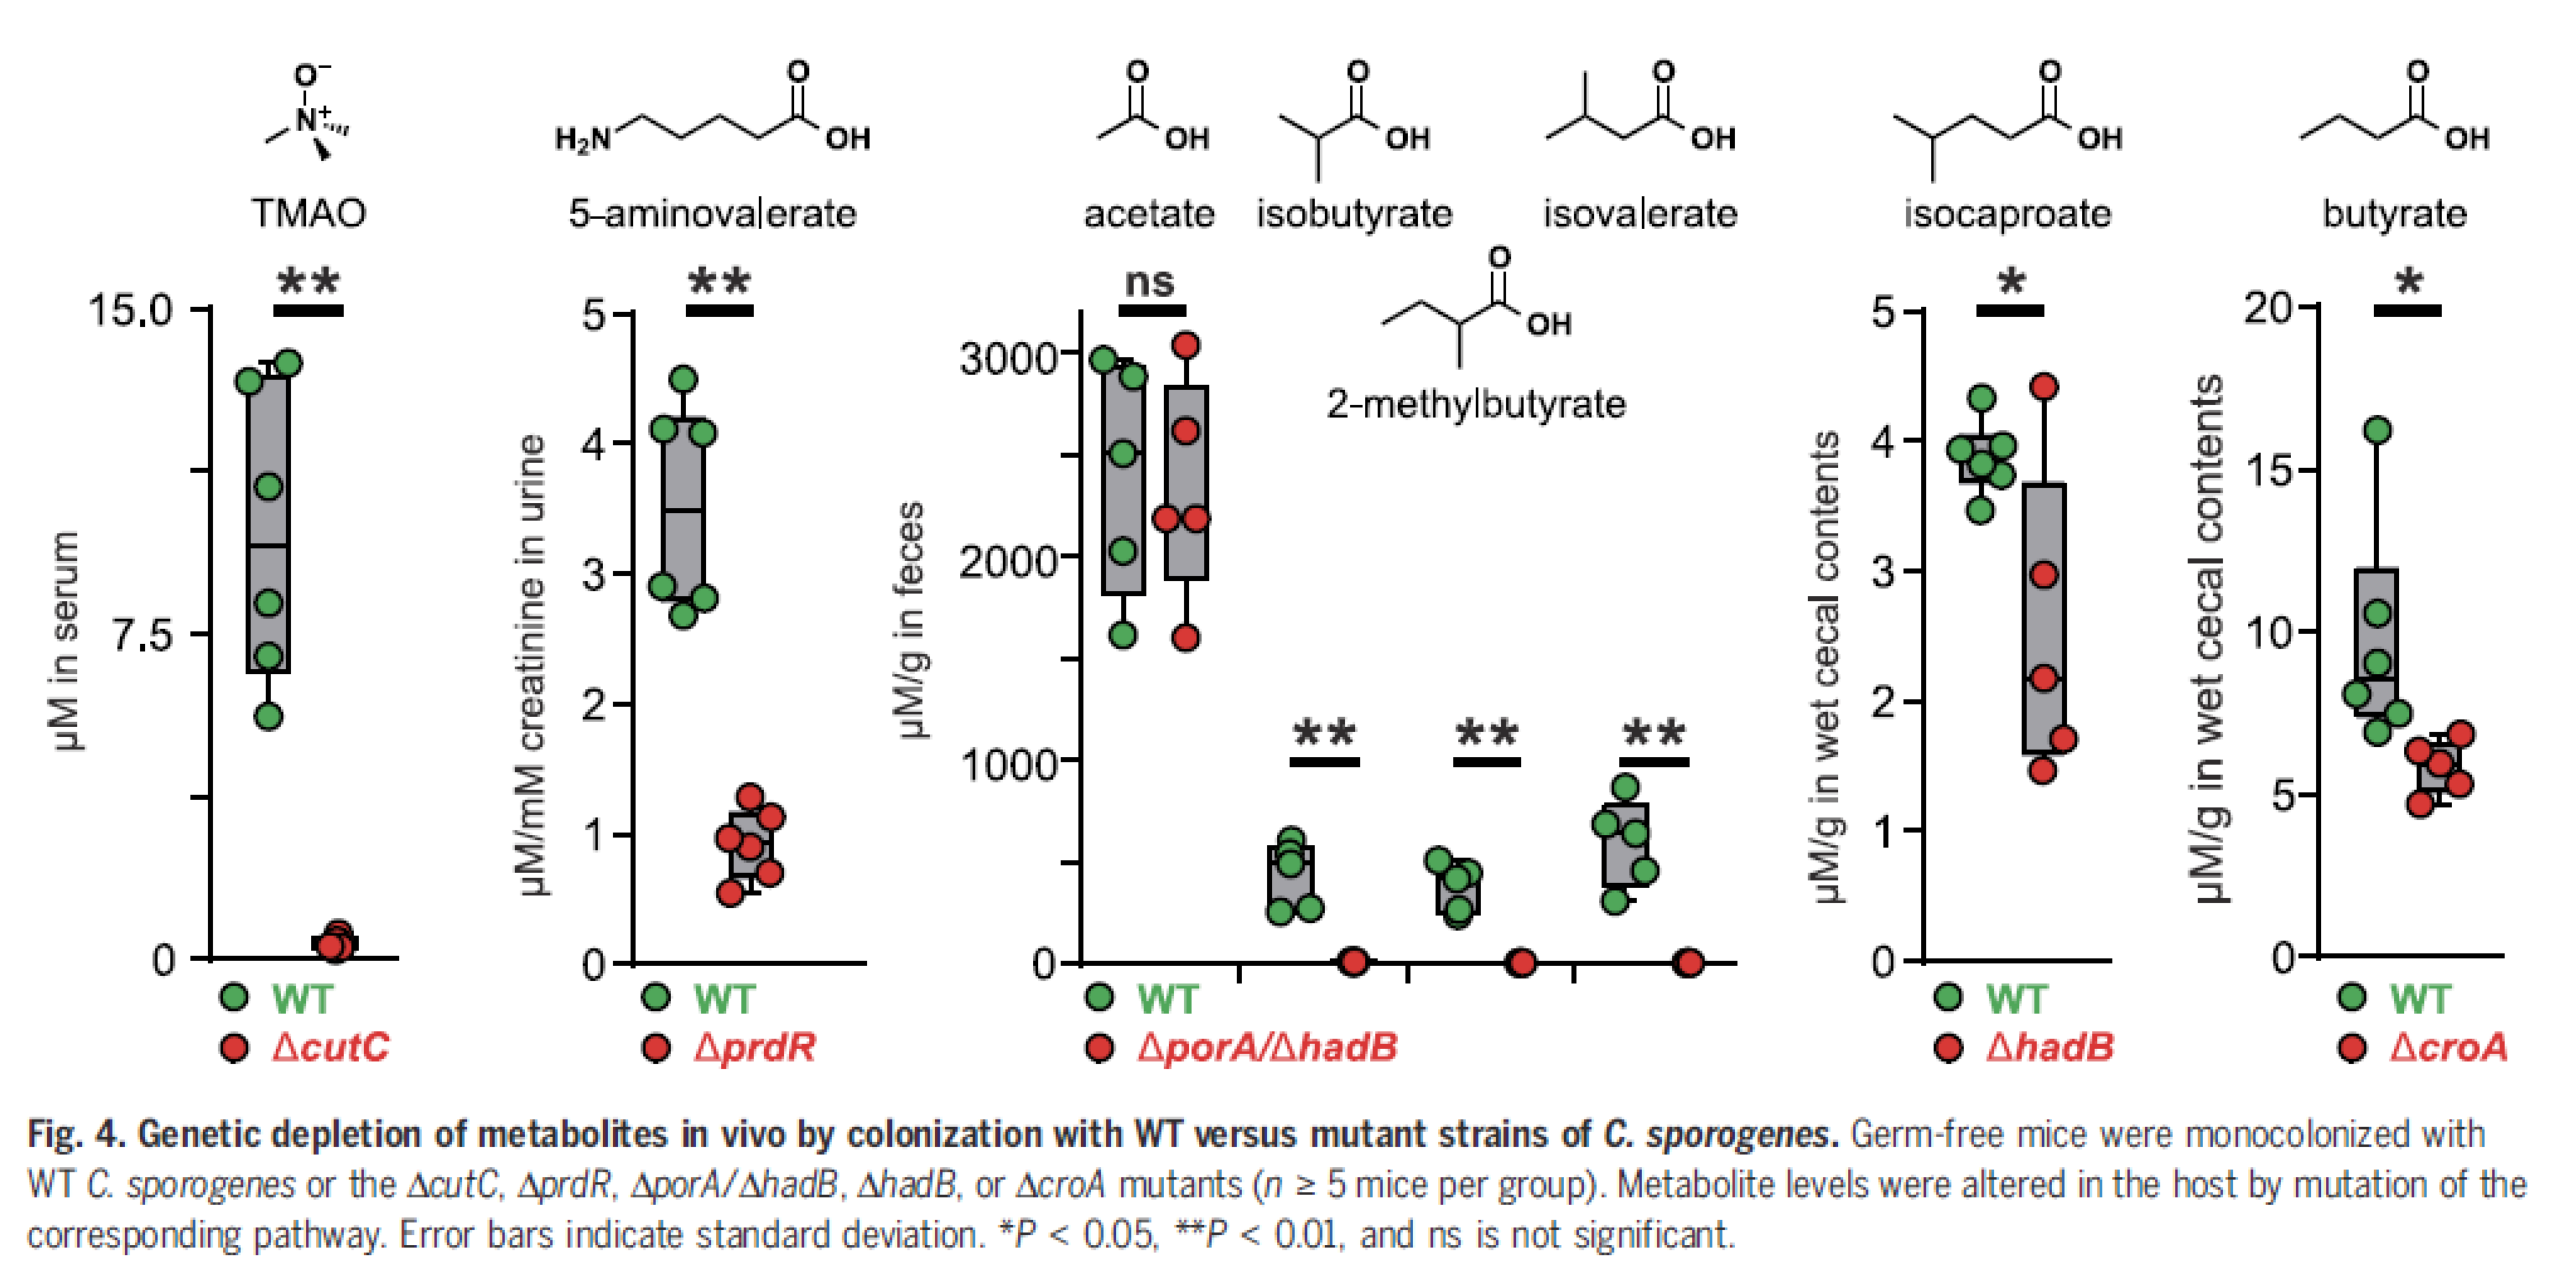 O⁻
N⁺
TMAO
H₂N
O
OH
5-aminovalerate
O
OH
acetate
O
OH
isobutyrate
O
OH
isovalerate
O
OH
2-methylbutyrate
O
OH
isocaproate
O
OH
butyrate
**
15.0
7.5
0
µM in serum
WT
ΔcutC
**
5
4
3
2
1
0
µM/mM creatinine in urine
WT
ΔprdR
ns
3000
2000
1000
0
µM/g in feces
**
**
**
WT
ΔporA/ΔhadB
*
5
4
3
2
1
0
µM/g in wet cecal contents
WT
ΔhadB
*
20
15
10
5
0
µM/g in wet cecal contents
WT
ΔcroA
Fig. 4. Genetic depletion of metabolites in vivo by colonization with WT versus mutant strains of C. sporogenes. Germ-free mice were monocolonized with
WT C. sporogenes or the ΔcutC, ΔprdR, ΔporA/ΔhadB, ΔhadB, or ΔcroA mutants (n ≥ 5 mice per group). Metabolite levels were altered in the host by mutation of the
corresponding pathway. Error bars indicate standard deviation. *P < 0.05, **P < 0.01, and ns is not significant.